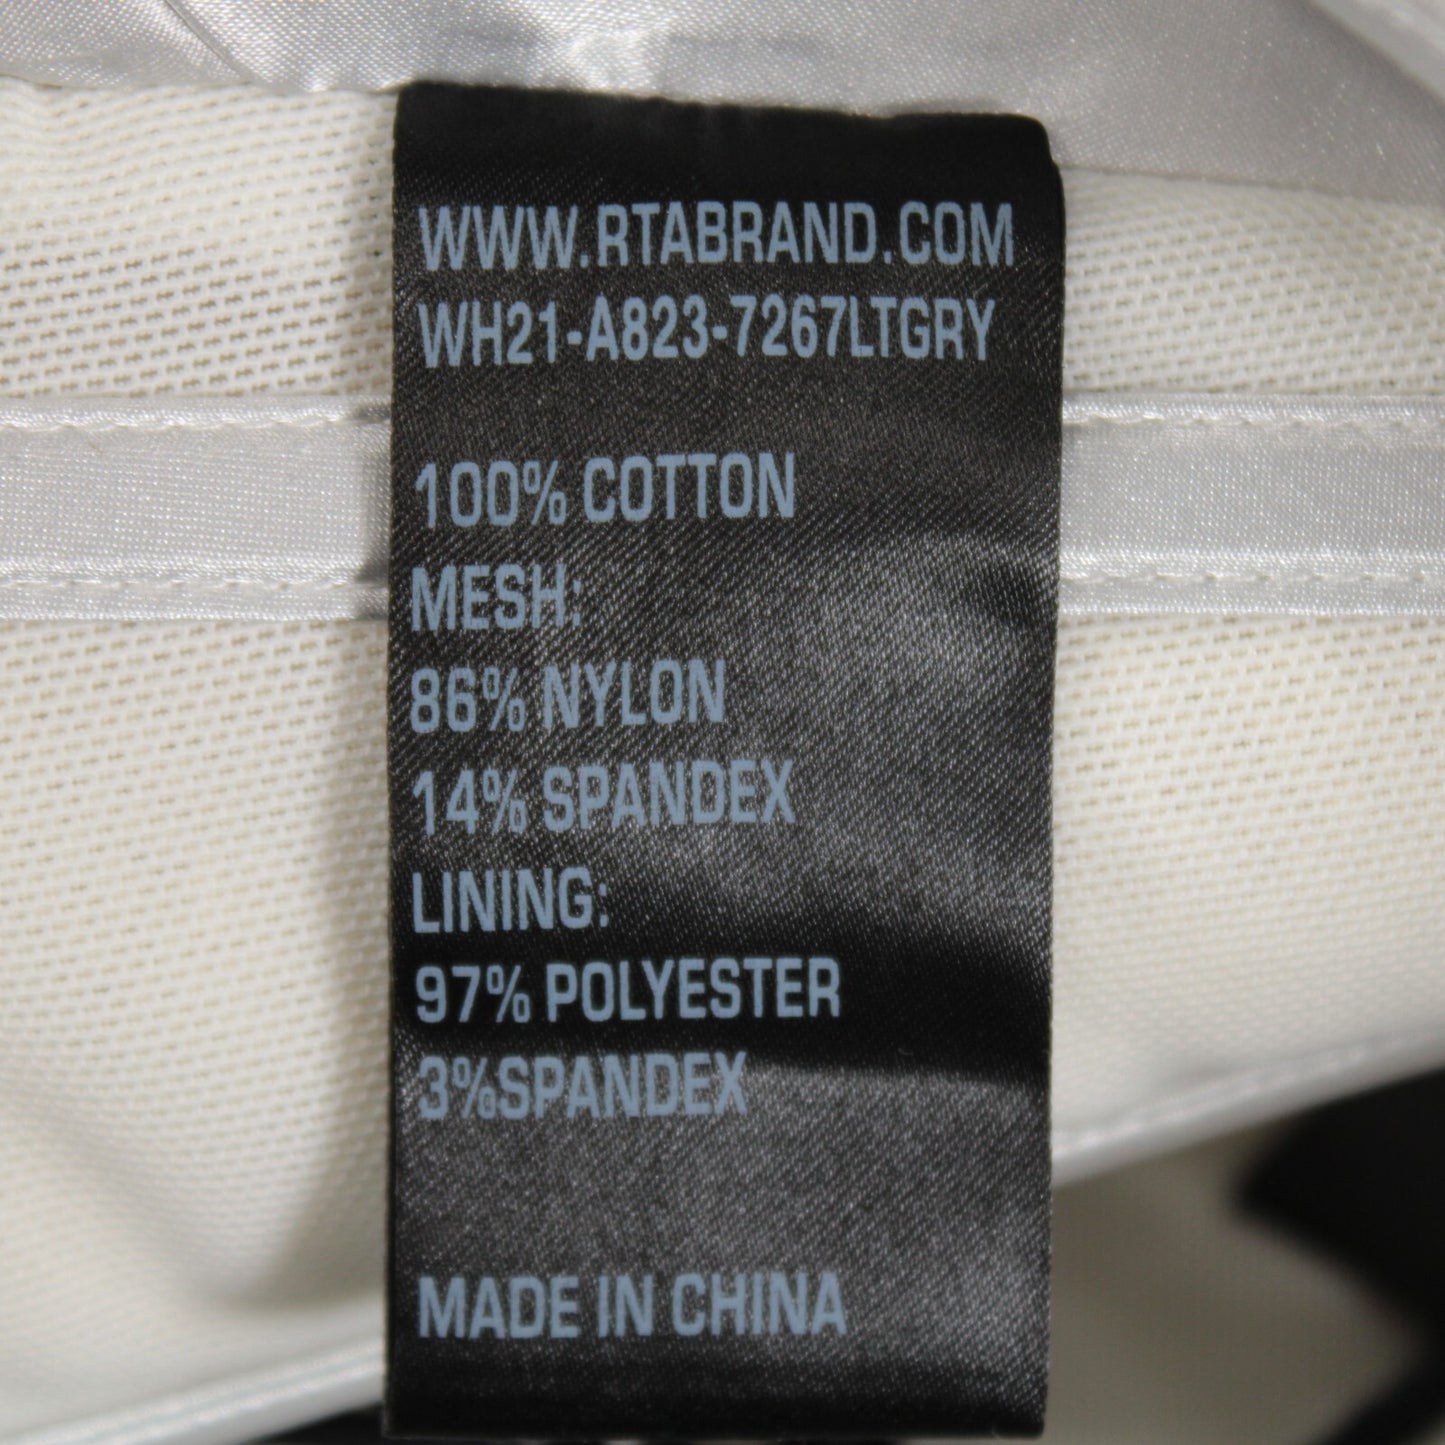 WWW.RTABRAND.COM
WH21-A823-7267LTGRY
100% COTTON
MESH:
86% NYLON
14% SPANDEX
LINING:
97% POLYESTER
3%SPANDEX
MADE IN CHINA